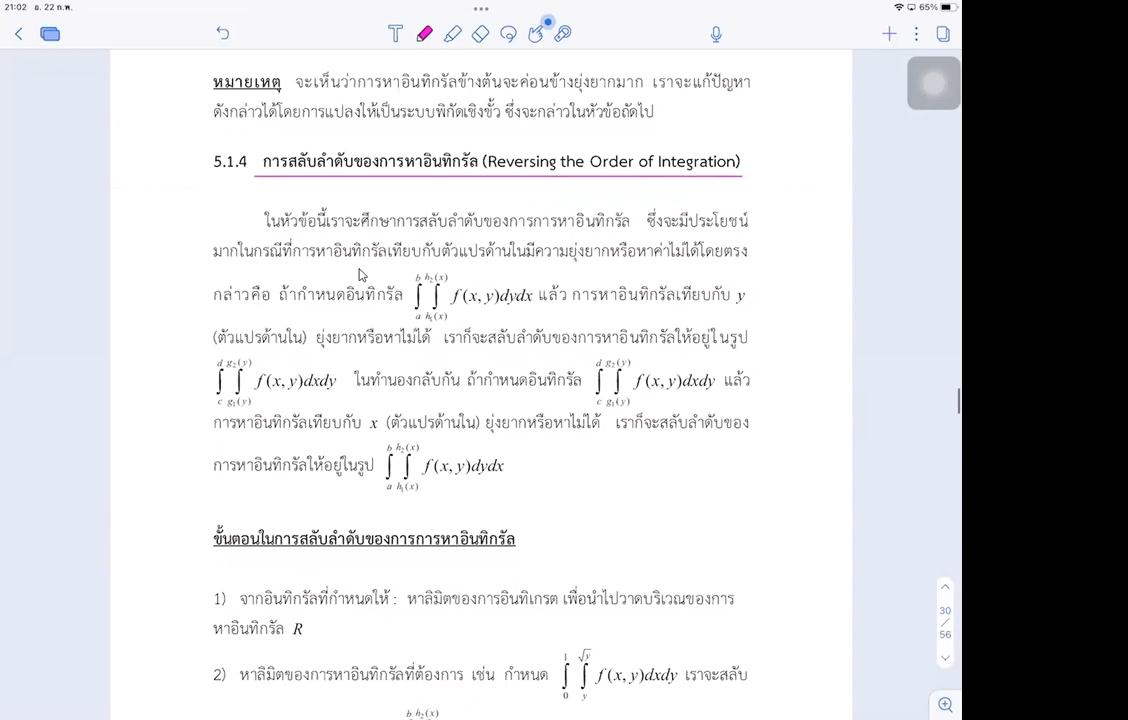 21:02 อ. 22 ก.พ.
65%
หมายเหตุ จะเห็นว่าการหาอินทิกรัลข้างต้นจะค่อนข้างยุ่งยากมาก เราจะแก้ปัญหา
ดังกล่าวได้โดยการแปลงให้เป็นระบบพิกัดเชิงขั้ว ซึ่งจะกล่าวในหัวข้อถัดไป
5.1.4 การสลับลำดับของการหาอินทิกรัล (Reversing the Order of Integration)
ในหัวข้อนี้เราจะศึกษาการสลับลำดับของการการหาอินทิกรัล ซึ่งจะมีประโยชน์
มากในกรณีที่การหาอินทิกรัลเทียบกับตัวแปรด้านในมีความยุ่งยากหรือหาค่าไม่ได้โดยตรง
กล่าวคือ ถ้ากำหนดอินทิกรัล ∫_a^b ∫_{h₁(x)}^{h₂(x)} f(x, y)dydx แล้ว การหาอินทิกรัลเทียบกับ y
(ตัวแปรด้านใน) ยุ่งยากหรือหาไม่ได้ เราก็จะสลับลำดับของการหาอินทิกรัลให้อยู่ในรูป
∫_c^d ∫_{g₁(y)}^{g₂(y)} f(x, y)dxdy ในทำนองกลับกัน ถ้ากำหนดอินทิกรัล ∫_c^d ∫_{g₁(y)}^{g₂(y)} f(x, y)dxdy แล้ว
การหาอินทิกรัลเทียบกับ x (ตัวแปรด้านใน) ยุ่งยากหรือหาไม่ได้ เราก็จะสลับลำดับของ
การหาอินทิกรัลให้อยู่ในรูป ∫_a^b ∫_{h₁(x)}^{h₂(x)} f(x, y)dydx
ขั้นตอนในการสลับลำดับของการการหาอินทิกรัล
1) จากอินทิกรัลที่กำหนดให้ : หาลิมิตของการอินทิเกรต เพื่อนำไปวาดบริเวณของการ
หาอินทิกรัล R
2) หาลิมิตของการหาอินทิกรัลที่ต้องการ เช่น กำหนด ∫_0^1 ∫_y^{√y} f(x, y)dxdy เราจะสลับ
b h₂(x)
30
/
56